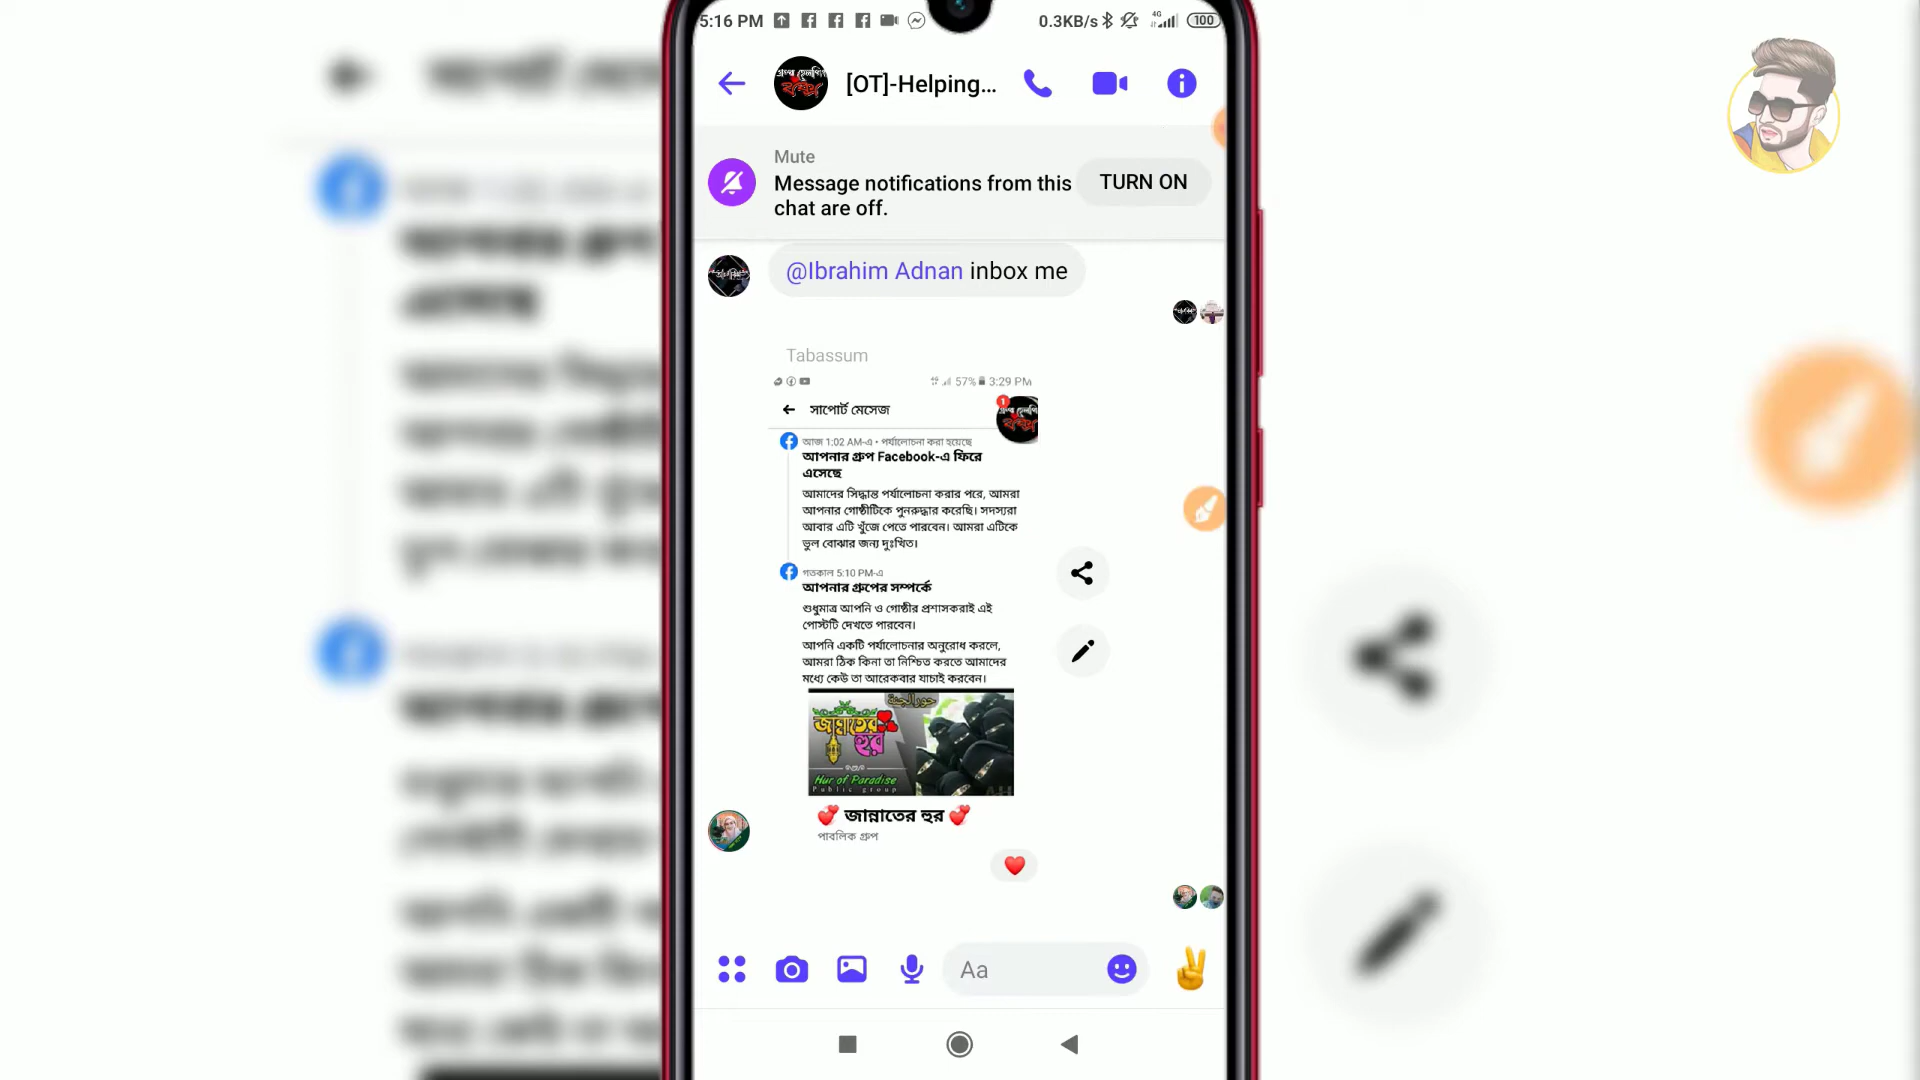 5:16 PM
0.3KB/s
4G
100
[OT]-Helping...
Mute
Message notifications from this
chat are off.
TURN ON
@Ibrahim Adnan inbox me
Tabassum
57% 3:29 PM
সাপোর্ট মেসেজ
1
আজ 1:02 AM-এ • পর্যালোচনা করা হয়েছে
আপনার গ্রুপ Facebook-এ ফিরে
এসেছে
আমাদের সিদ্ধান্ত পর্যালোচনা করার পরে, আমরা
আপনার গোষ্ঠীটিকে পুনরুদ্ধার করেছি। সদস্যরা
আবার এটি খুঁজে পেতে পারবেন। আমরা এটিকে
ভুল বোঝার জন্য দুঃখিত।
গতকাল 5:10 PM-এ
আপনার গ্রুপের সম্পর্কে
শুধুমাত্র আপনি ও গোষ্ঠীর প্রশাসকরাই এই
পোস্টটি দেখতে পারবেন।
আপনি একটি পর্যালোচনার অনুরোধ করলে,
আমরা ঠিক কিনা তা নিশ্চিত করতে আমাদের
মধ্যে কেউ তা আরেকবার যাচাই করবেন।
حور الجنة
জান্নাতের
হুর
Hur of Paradise
Public group
💞 জান্নাতের হুর 💞
পাবলিক গ্রুপ
Aa